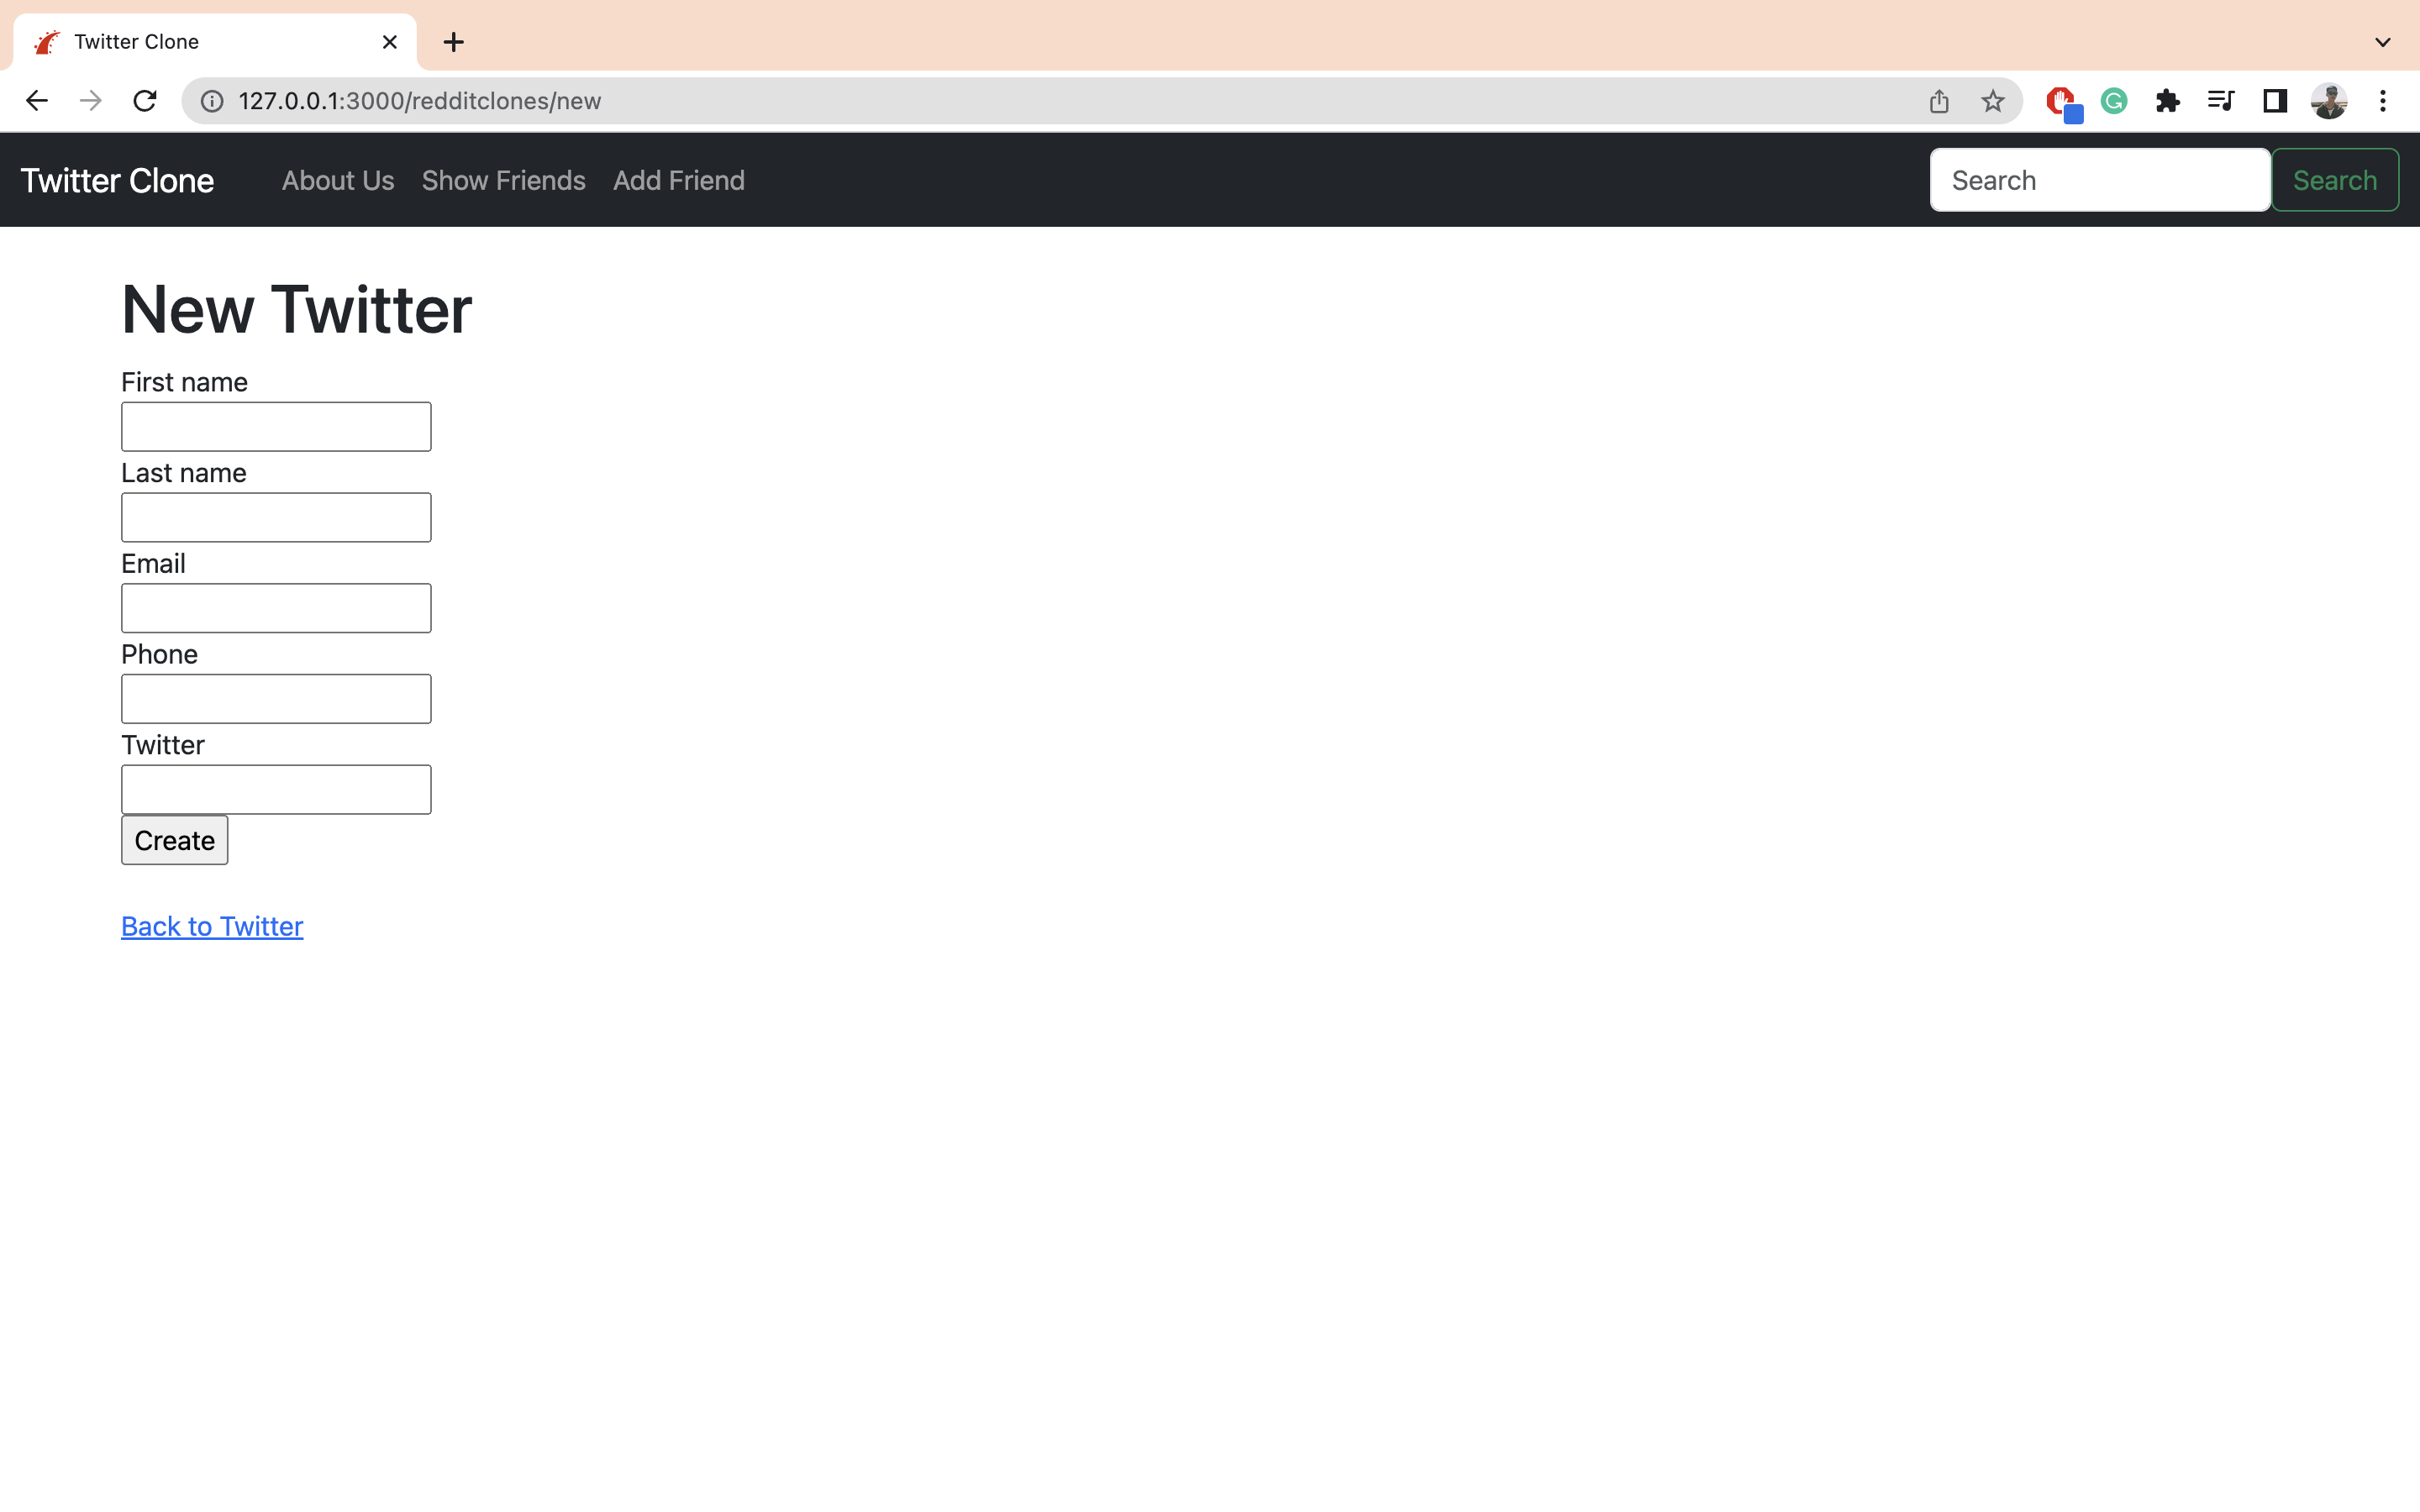 Twitter Clone
127.0.0.1:3000/redditclones/new
Twitter Clone About Us Show Friends Add Friend Search Search
New Twitter
First name
Last name
Email
Phone
Twitter
Create
Back to Twitter